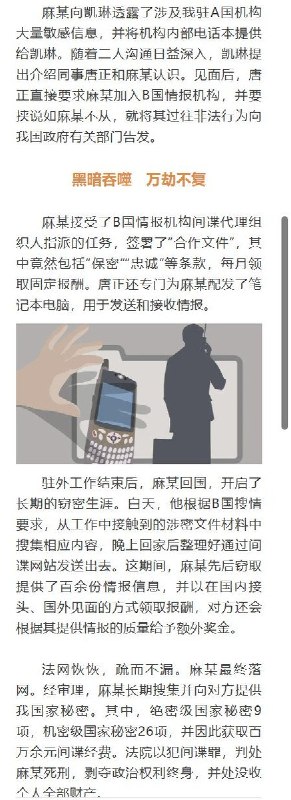 麻某向凯琳透露了涉及我驻A国机构
大量敏感信息，并将机构内部电话本提供
给凯琳。随着二人沟通日益深入，凯琳提
出介绍同事唐正和麻某认识。见面后，唐
正直接要求麻某加入B国情报机构，并要
挟说如麻某不从，就将其过往非法行为向
我国政府有关部门告发。
黑暗吞噬 万劫不复
麻某接受了B国情报机构间谍代理组
织人指派的任务，签署了“合作文件”，其
中竟然包括“保密”“忠诚”等条款，每月领
取固定报酬。唐正还专门为麻某配发了笔
记本电脑，用于发送和接收情报。
驻外工作结束后，麻某回国，开启了
长期的窃密生涯。白天，他根据B国搜情
要求，从工作中接触到的涉密文件材料中
搜集相应内容，晚上回家后整理好通过间
谍网站发送出去。这期间，麻某先后窃取
提供了百余份情报信息，并以在国内接
头、国外见面的方式领取报酬，对方还会
根据其提供情报的质量给予额外奖金。
法网恢恢，疏而不漏。麻某最终落
网。经审理，麻某长期搜集并向对方提供
我国家秘密。其中，绝密级国家秘密9
项，机密级国家秘密26项，并因此获取百
万余元间谍经费。法院以犯间谍罪，判处
麻某死刑，剥夺政治权利终身，并处没收
个人全部财产。